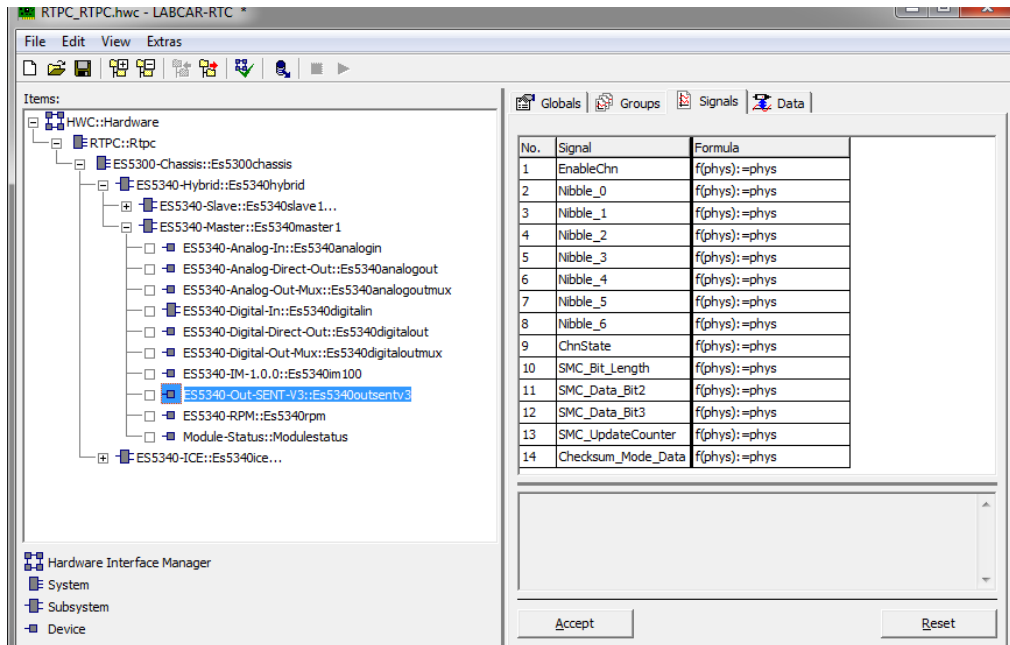 RTPC_RTPC.hwc - LABCAR-RTC *
File Edit View Extras
Items:
HWC::Hardware
RTPC::Rtpc
ES5300-Chassis::Es5300chassis
ES5340-Hybrid::Es5340hybrid
ES5340-Slave::Es5340slave1...
ES5340-Master::Es5340master1
ES5340-Analog-In::Es5340analogin
ES5340-Analog-Direct-Out::Es5340analogout
ES5340-Analog-Out-Mux::Es5340analogoutmux
ES5340-Digital-In::Es5340digitalin
ES5340-Digital-Direct-Out::Es5340digitalout
ES5340-Digital-Out-Mux::Es5340digitaloutmux
ES5340-IM-1.0.0::Es5340im100
ES5340-Out-SENT-V3::Es5340outsentv3
ES5340-RPM::Es5340rpm
Module-Status::Modulestatus
ES5340-ICE::Es5340ice...
Hardware Interface Manager
System
Subsystem
Device
Globals Groups Signals Data
No. Signal Formula
1 EnableChn f(phys):=phys
2 Nibble_0 f(phys):=phys
3 Nibble_1 f(phys):=phys
4 Nibble_2 f(phys):=phys
5 Nibble_3 f(phys):=phys
6 Nibble_4 f(phys):=phys
7 Nibble_5 f(phys):=phys
8 Nibble_6 f(phys):=phys
9 ChnState f(phys):=phys
10 SMC_Bit_Length f(phys):=phys
11 SMC_Data_Bit2 f(phys):=phys
12 SMC_Data_Bit3 f(phys):=phys
13 SMC_UpdateCounter f(phys):=phys
14 Checksum_Mode_Data f(phys):=phys
Accept Reset